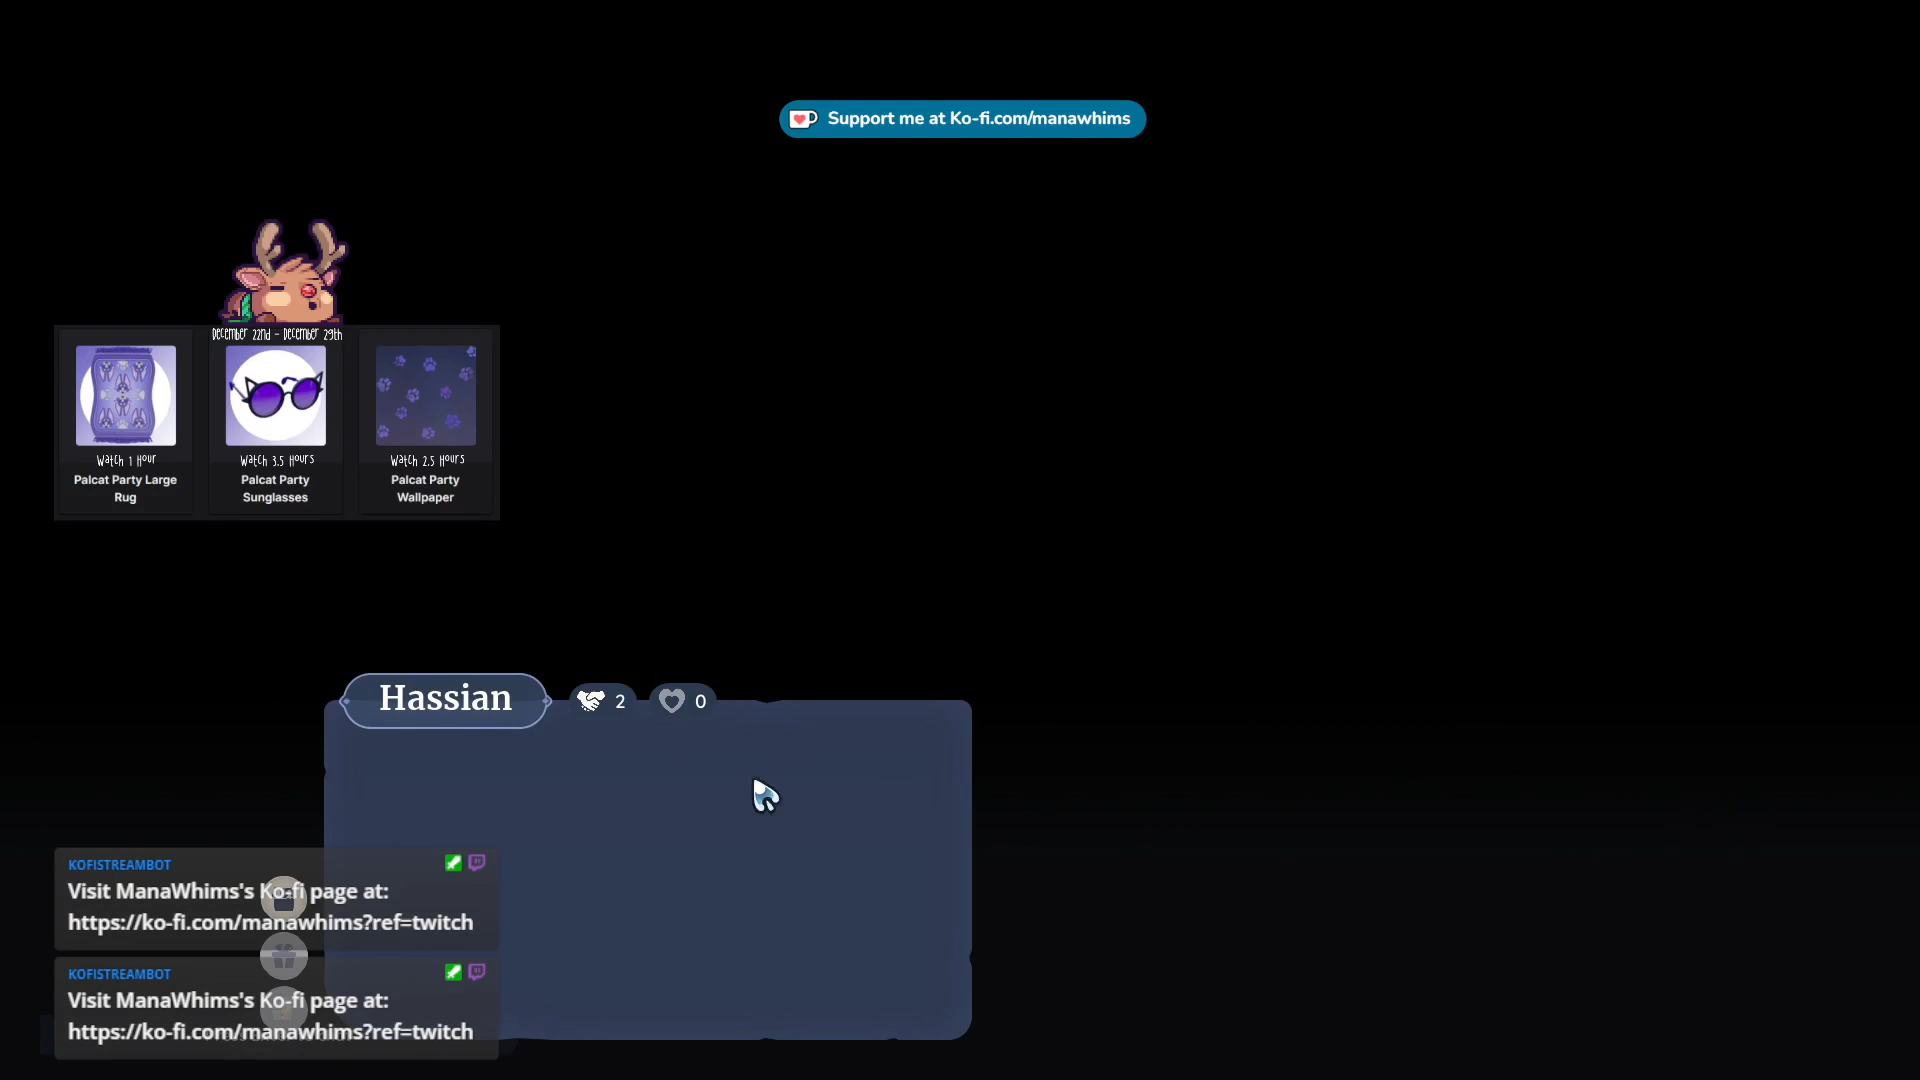 Support me at Ko-fi.com/manawhims
December 22nd - December 29th
Watch 1 Hour
Palcat Party Large
Rug
Watch 3.5 Hours
Palcat Party
Sunglasses
Watch 2.5 Hours
Palcat Party
Wallpaper
Hassian
2
0
KOFISTREAMBOT
Visit ManaWhims's Ko-fi page at:
https://ko-fi.com/manawhims?ref=twitch
KOFISTREAMBOT
Visit ManaWhims's Ko-fi page at:
https://ko-fi.com/manawhims?ref=twitch